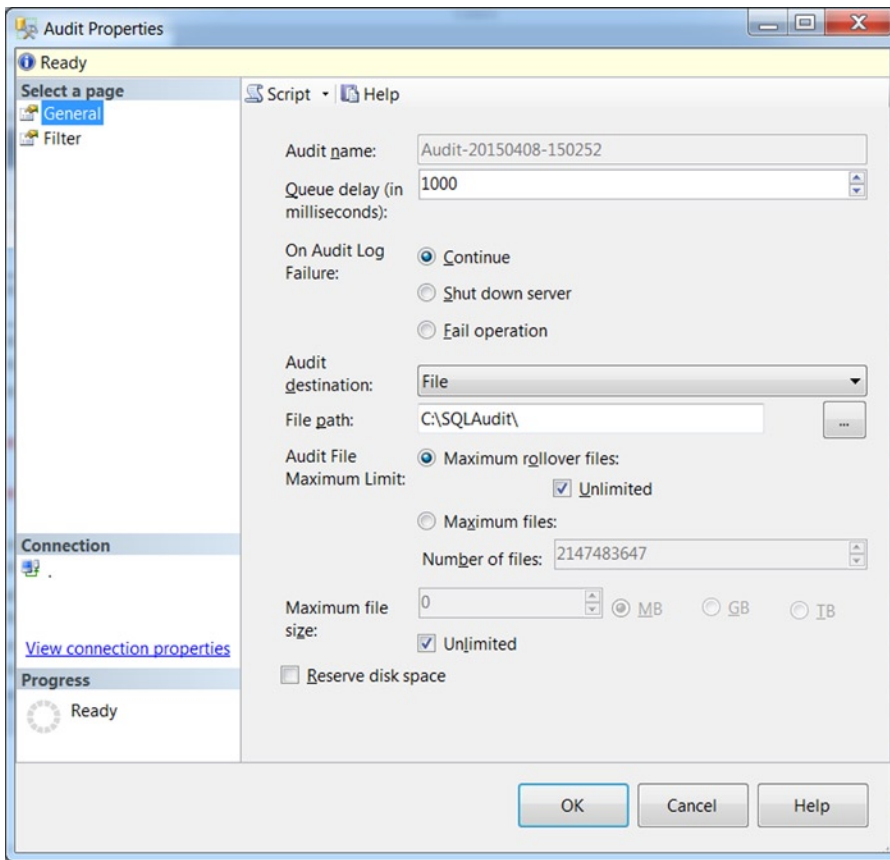 Audit Properties
Ready
Select a page
General
Filter
Script Help
Audit name: Audit-20150408-150252
Queue delay (in
milliseconds): 1000
On Audit Log
Failure:
Continue
Shut down server
Fail operation
Audit
destination: File
File path: C:\SQLAudit\ ...
Audit File
Maximum Limit:
Maximum rollover files:
Unlimited
Maximum files:
Number of files: 2147483647
Maximum file
size: 0 MB GB TB
Unlimited
Reserve disk space
Connection
.
View connection properties
Progress
Ready
OK Cancel Help